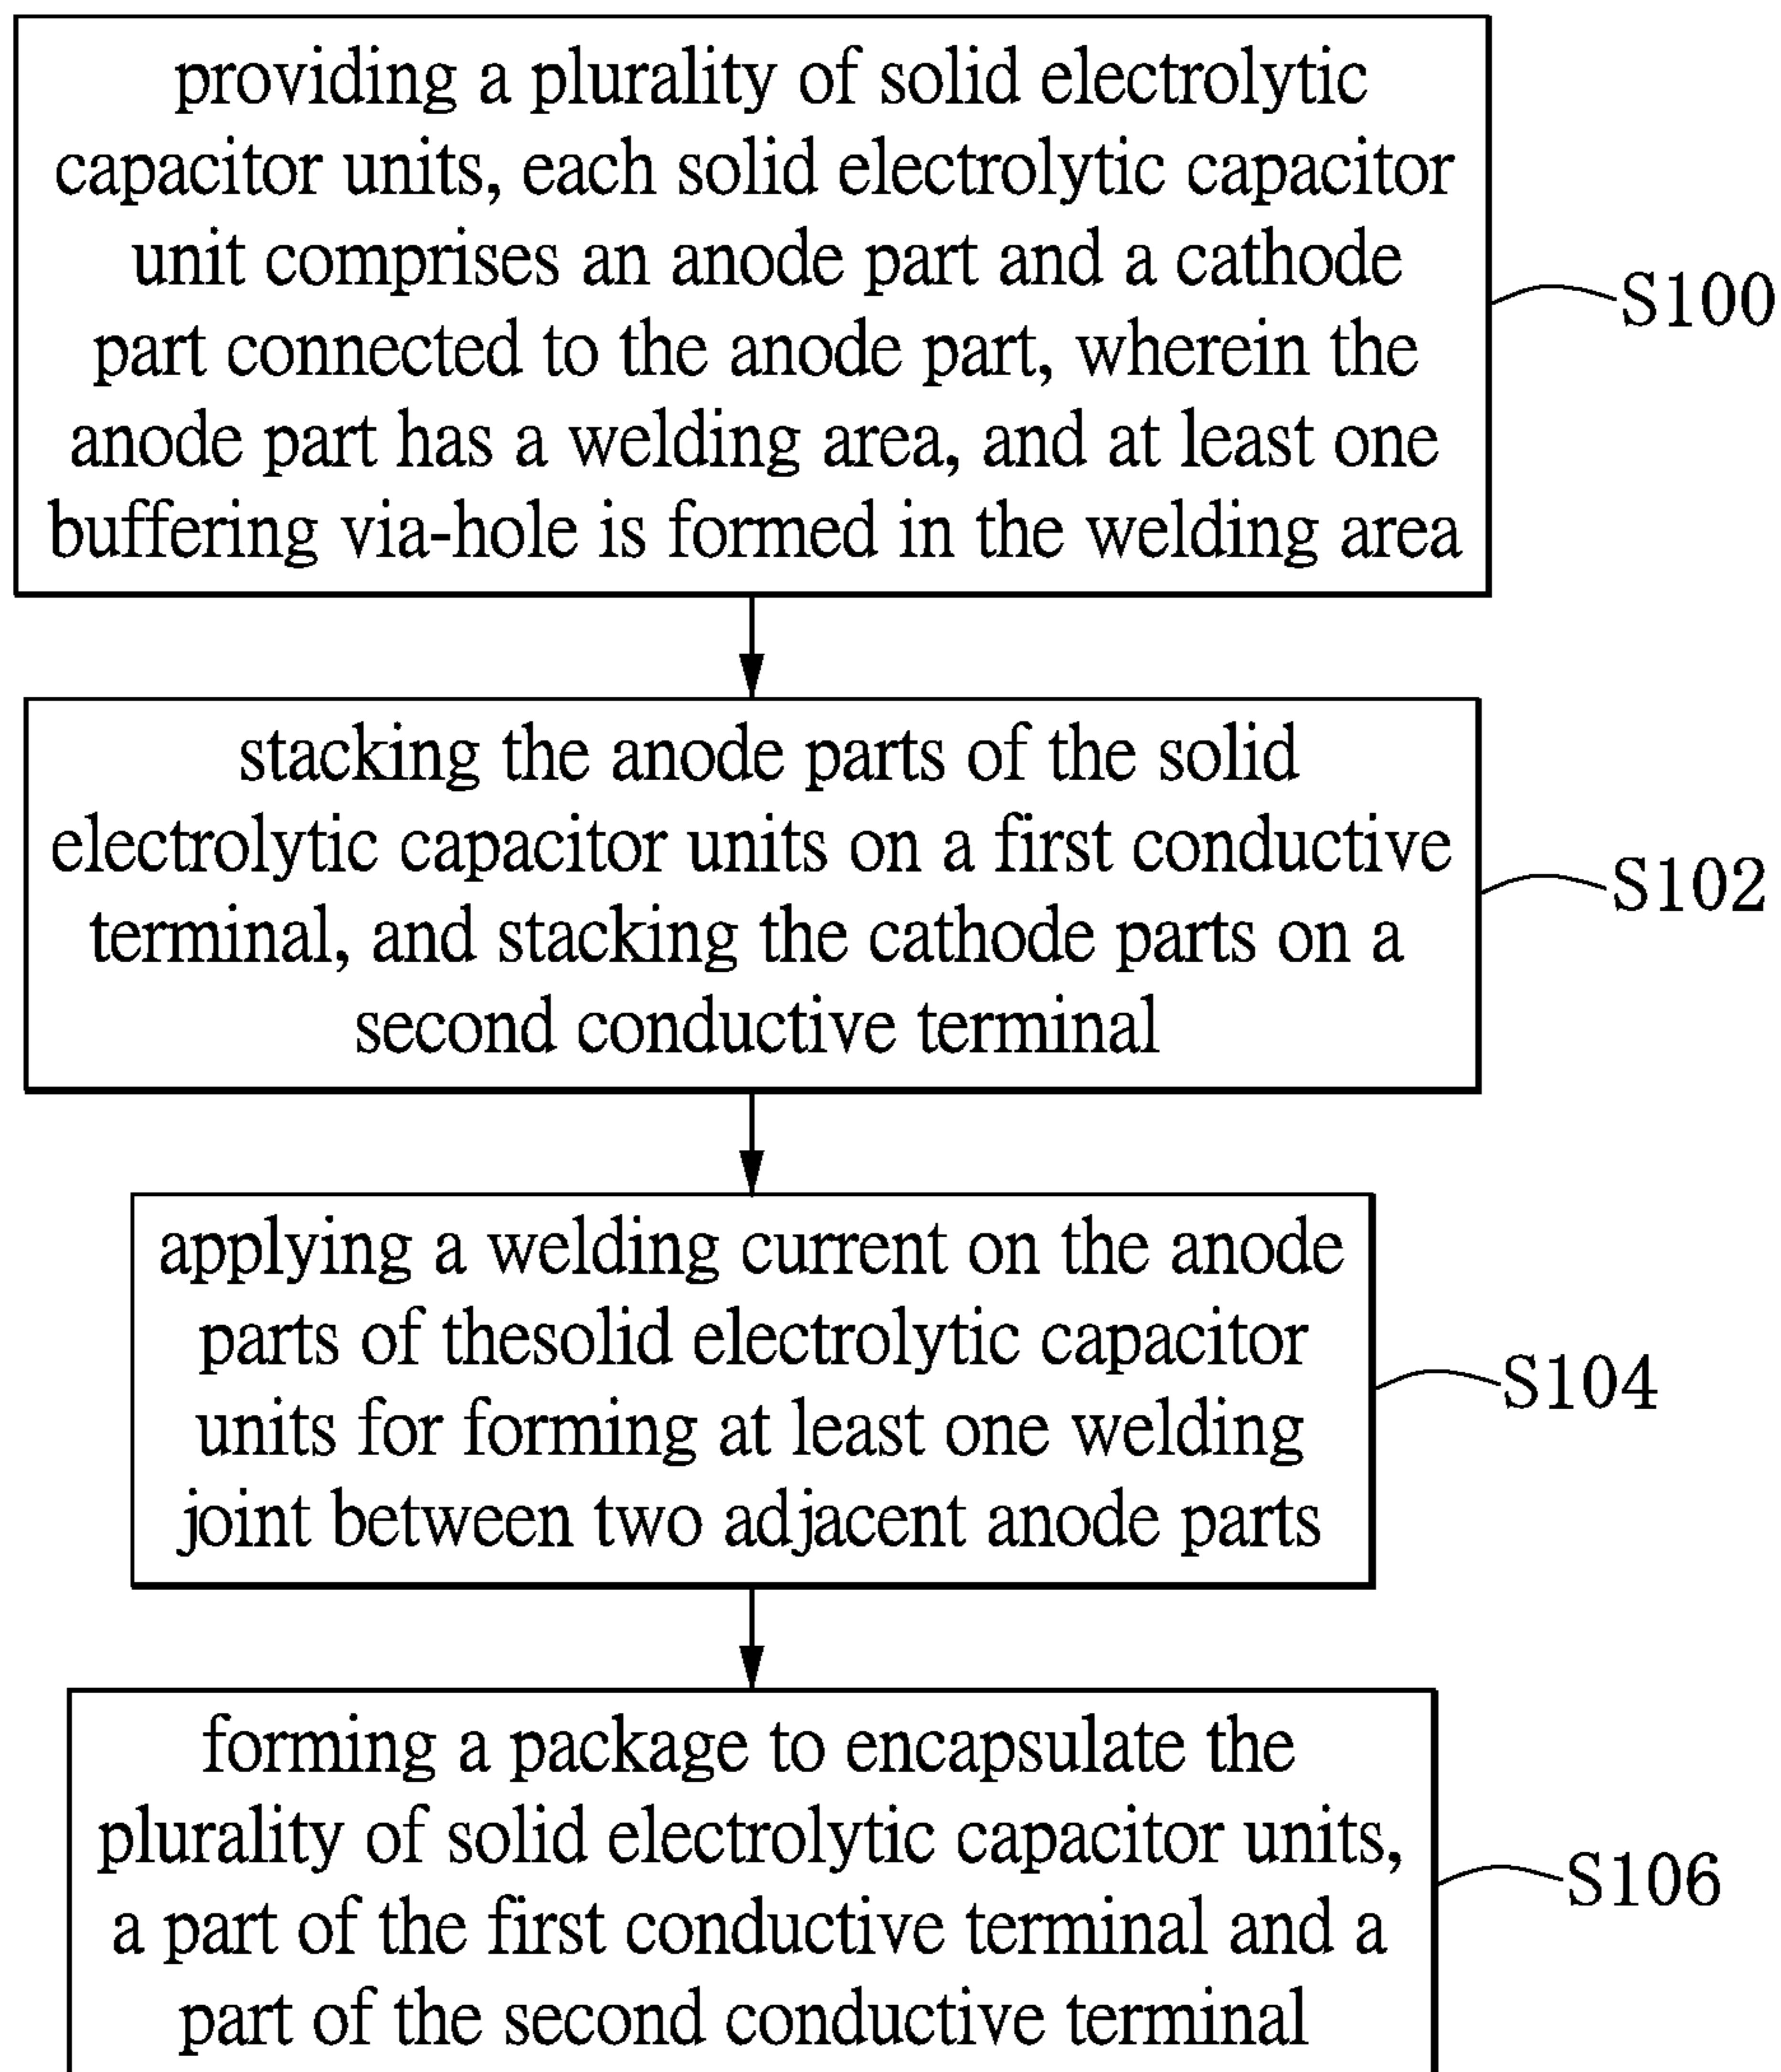 providing a plurality of solid electrolytic
capacitor units, each solid electrolytic capacitor
unit comprises an anode part and a cathode
part connected to the anode part, wherein the
anode part has a welding area, and at least one
buffering via-hole is formed in the welding area
S100
stacking the anode parts of the solid
electrolytic capacitor units on a first conductive
terminal, and stacking the cathode parts on a
second conductive terminal
S102
applying a welding current on the anode
parts of thesolid electrolytic capacitor
units for forming at least one welding
joint between two adjacent anode parts
S104
forming a package to encapsulate the
plurality of solid electrolytic capacitor units,
a part of the first conductive terminal and a
part of the second conductive terminal
S106